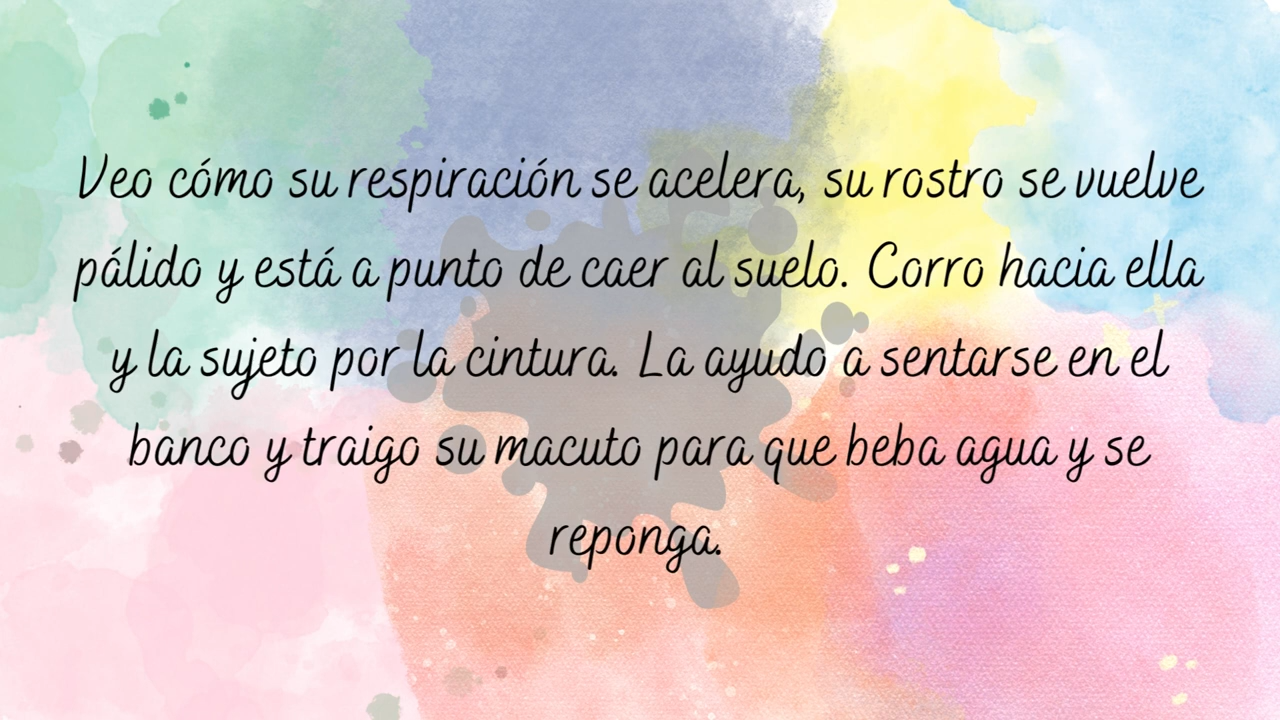 Veo cómo su respiración se acelera, su rostro se vuelve
pálido y está a punto de caer al suelo. Corro hacia ella
y la sujeto por la cintura. La ayudo a sentarse en el
banco y traigo su macuto para que beba agua y se
reponga.